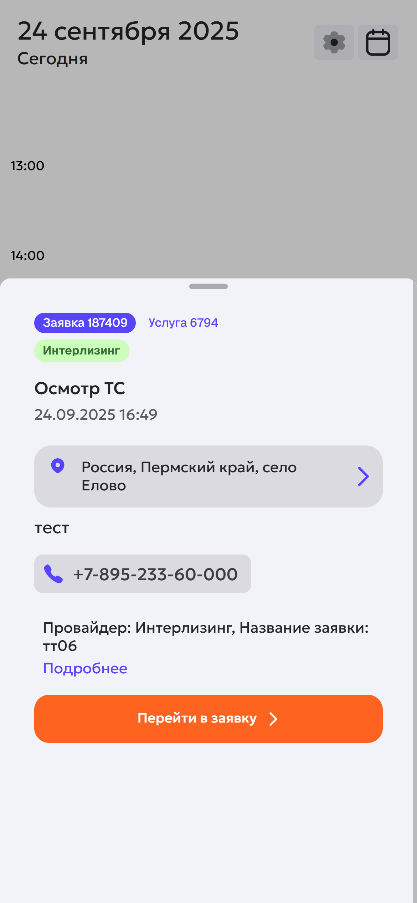 24 сентября 2025
Сегодня
13:00
14:00
Заявка 187409 Услуга 6794
Интерлизинг
Осмотр ТС
24.09.2025 16:49
Россия, Пермский край, село
Елово
тест
+7-895-233-60-000
Провайдер: Интерлизинг, Название заявки:
тт06
Подробнее
Перейти в заявку